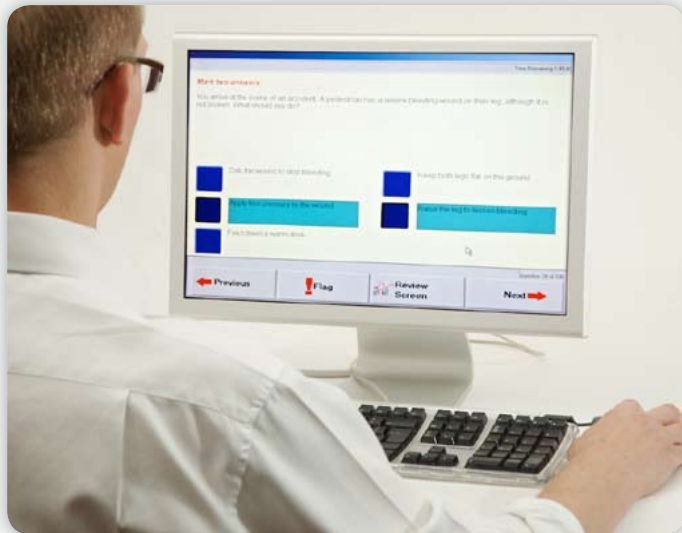 Time Remaining
Mark two answers
You arrive at the scene of an accident. A pedestrian has a severe bleeding wound on their leg, although it is
not broken. What should you do?
Dab the wound to stop bleeding
Keep both legs flat on the ground
Apply firm pressure to the wound
Raise the leg to lessen bleeding
Fetch them a warm drink
Question
Previous
Flag
Review
Screen
Next